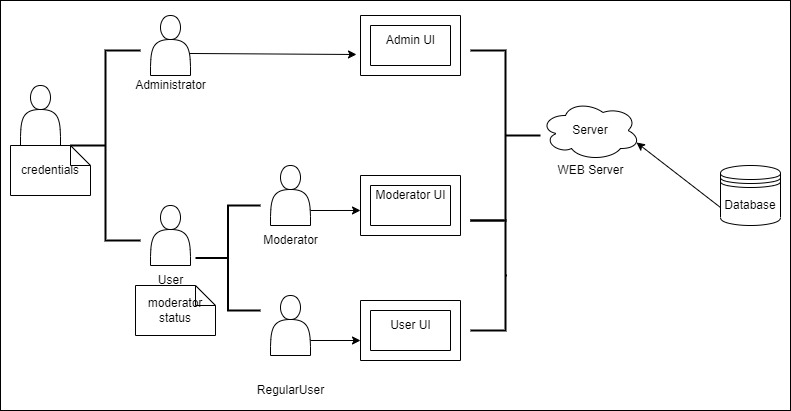 Admin UI
Administrator
credentials
Server
WEB Server
Moderator UI
Database
Moderator
User
moderator
status
User UI
RegularUser